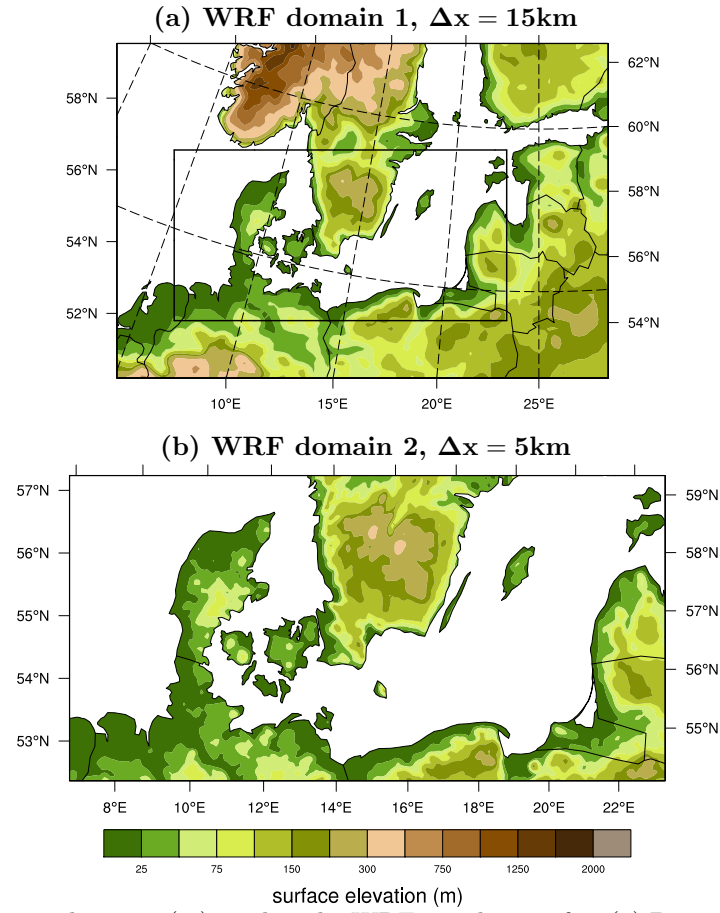 (a) WRF domain 1, Δx = 15km
58°N
56°N
54°N
52°N
62°N
60°N
58°N
56°N
54°N
10°E 15°E 20°E 25°E
(b) WRF domain 2, Δx = 5km
57°N
56°N
55°N
54°N
53°N
59°N
58°N
57°N
56°N
55°N
8°E 10°E 12°E 14°E 16°E 18°E 20°E 22°E
25 75 150 300 750 1250 2000
surface elevation (m)